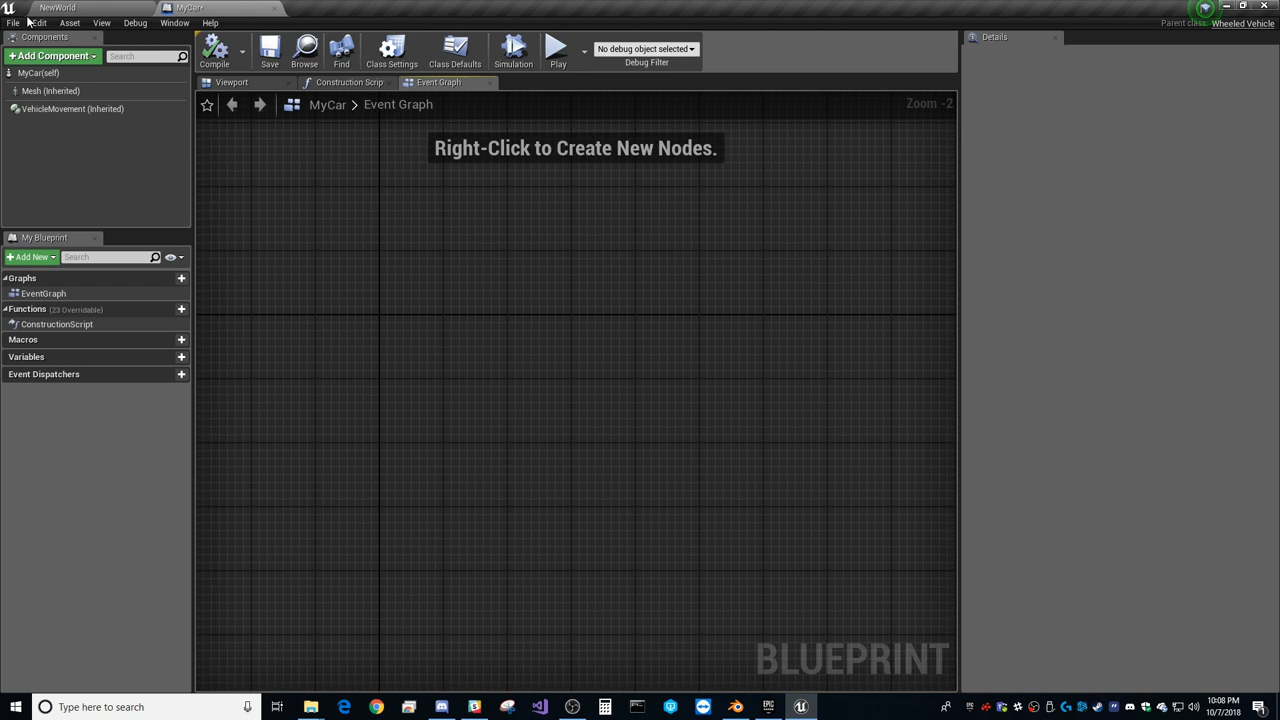 NewWorld
MyCar*
File
Edit
Asset
View
Debug
Window
Help
Parent class: Wheeled Vehicle
Components
Details
+Add Component
Search
Compile
Save
Browse
Find
Class Settings
Class Defaults
Simulation
Play
No debug object selected
Debug Filter
MyCar(self)
Mesh (Inherited)
VehicleMovement (Inherited)
Viewport
Construction Scrip
Event Graph
MyCar > Event Graph
Zoom -2
Right-Click to Create New Nodes.
My Blueprint
+Add New
Search
Graphs
EventGraph
Functions (23 Overridable)
ConstructionScript
Macros
Variables
Event Dispatchers
BLUEPRINT
Type here to search
10:08 PM
10/7/2018